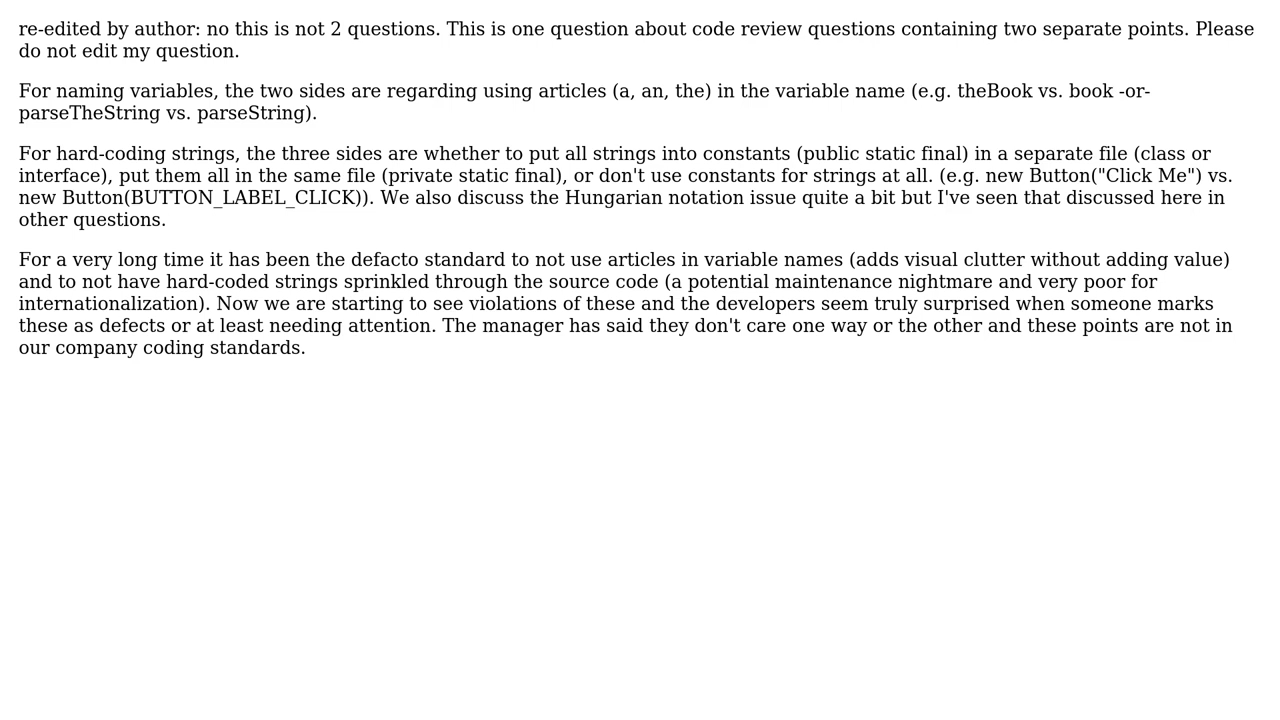 re-edited by author: no this is not 2 questions. This is one question about code review questions containing two separate points. Please
do not edit my question.
For naming variables, the two sides are regarding using articles (a, an, the) in the variable name (e.g. theBook vs. book -or-
parseTheString vs. parseString).
For hard-coding strings, the three sides are whether to put all strings into constants (public static final) in a separate file (class or
interface), put them all in the same file (private static final), or don't use constants for strings at all. (e.g. new Button("Click Me") vs.
new Button(BUTTON_LABEL_CLICK)). We also discuss the Hungarian notation issue quite a bit but I've seen that discussed here in
other questions.
For a very long time it has been the defacto standard to not use articles in variable names (adds visual clutter without adding value)
and to not have hard-coded strings sprinkled through the source code (a potential maintenance nightmare and very poor for
internationalization). Now we are starting to see violations of these and the developers seem truly surprised when someone marks
these as defects or at least needing attention. The manager has said they don't care one way or the other and these points are not in
our company coding standards.